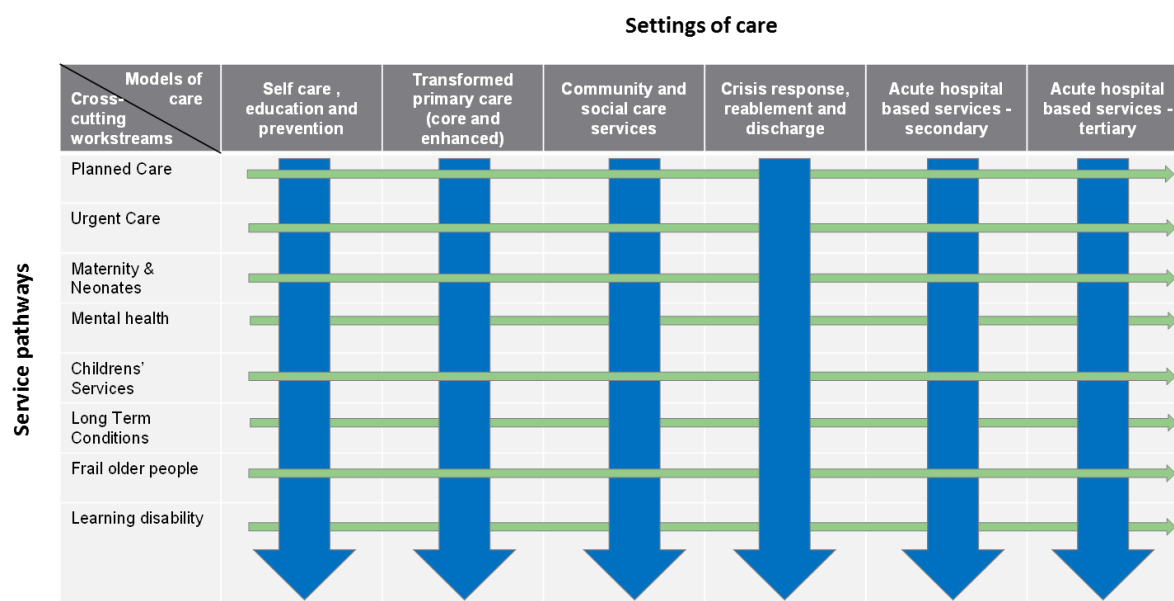 Settings of care
Models of
care
Cross-
cutting
workstreams
Self care ,
education and
prevention
Transformed
primary care
(core and
enhanced)
Community and
social care
services
Crisis response,
reablement and
discharge
Acute hospital
based services -
secondary
Acute hospital
based services -
tertiary
Service pathways
Planned Care
Urgent Care
Maternity &
Neonates
Mental health
Childrens'
Services
Long Term
Conditions
Frail older people
Learning disability